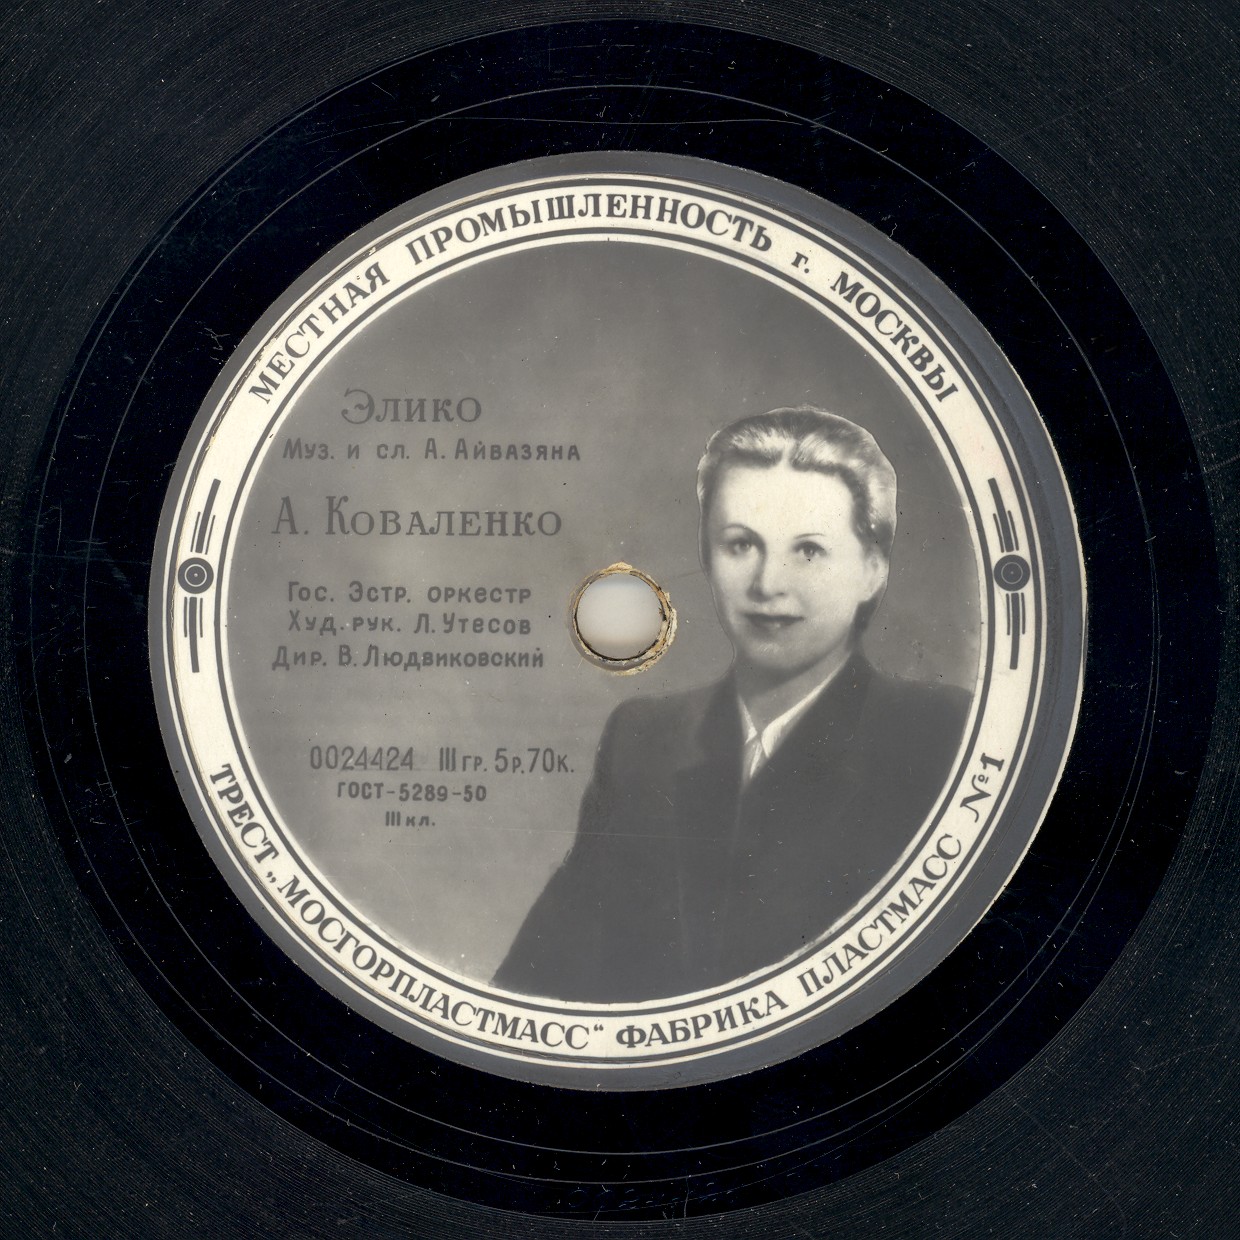 МЕСТНАЯ ПРОМЫШЛЕННОСТЬ г. МОСКВЫ
Элико
Муз. и сл. А. Айвазяна
А. Коваленко
Гос. Эстр. оркестр
Худ. рук. Л. Утесов
Дир. В. Людвиковский
0024424 III гр. 5р.70к.
ГОСТ-5289-50
III кл.
ТРЕСТ „МОСГОРПЛАСТМАСС“ ФАБРИКА ПЛАСТМАСС №1